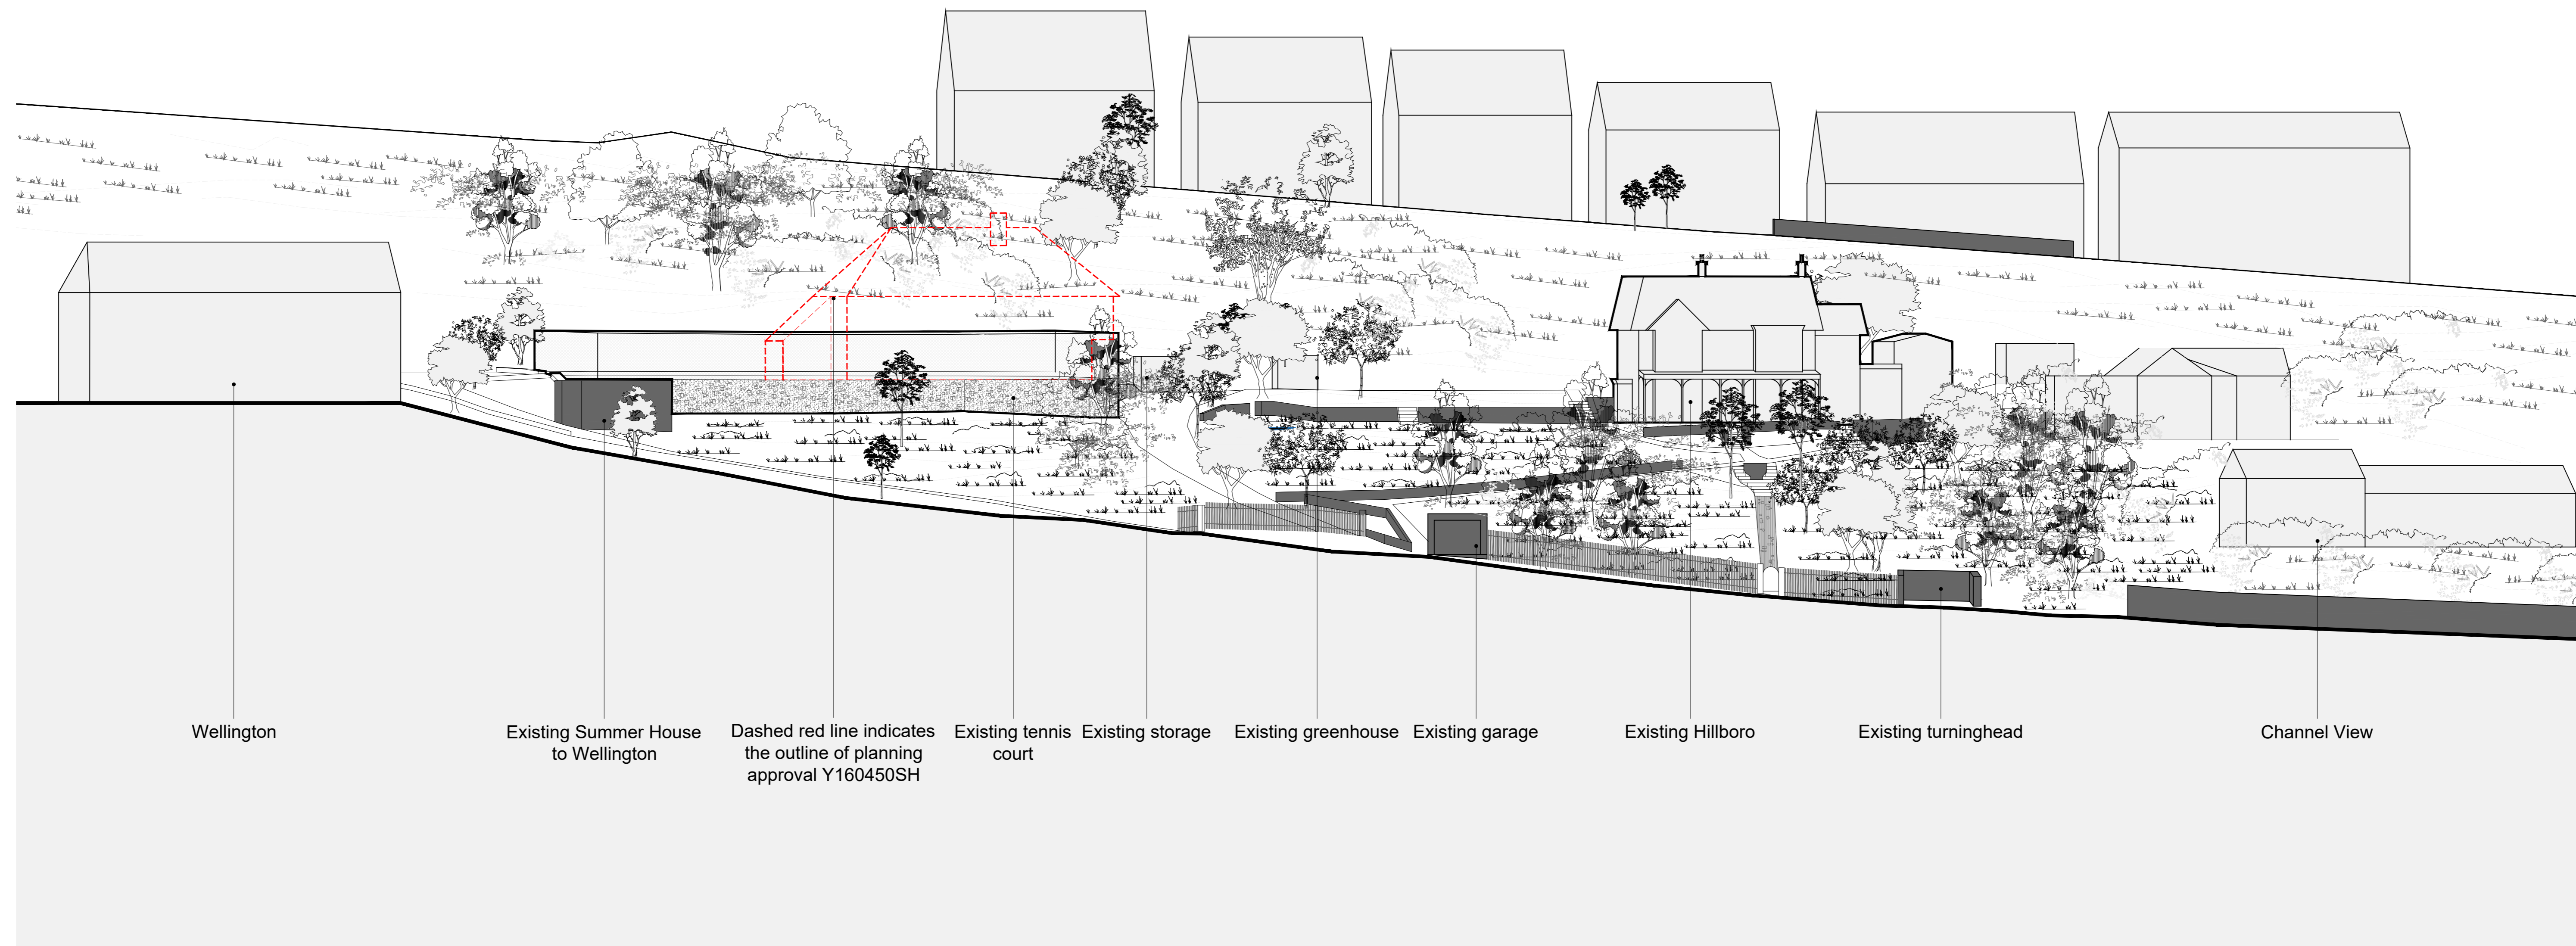 Wellington
Existing Summer House
to Wellington
Dashed red line indicates
the outline of planning
approval Y160450SH
Existing tennis
court
Existing storage
Existing greenhouse
Existing garage
Existing Hillboro
Existing turninghead
Channel View